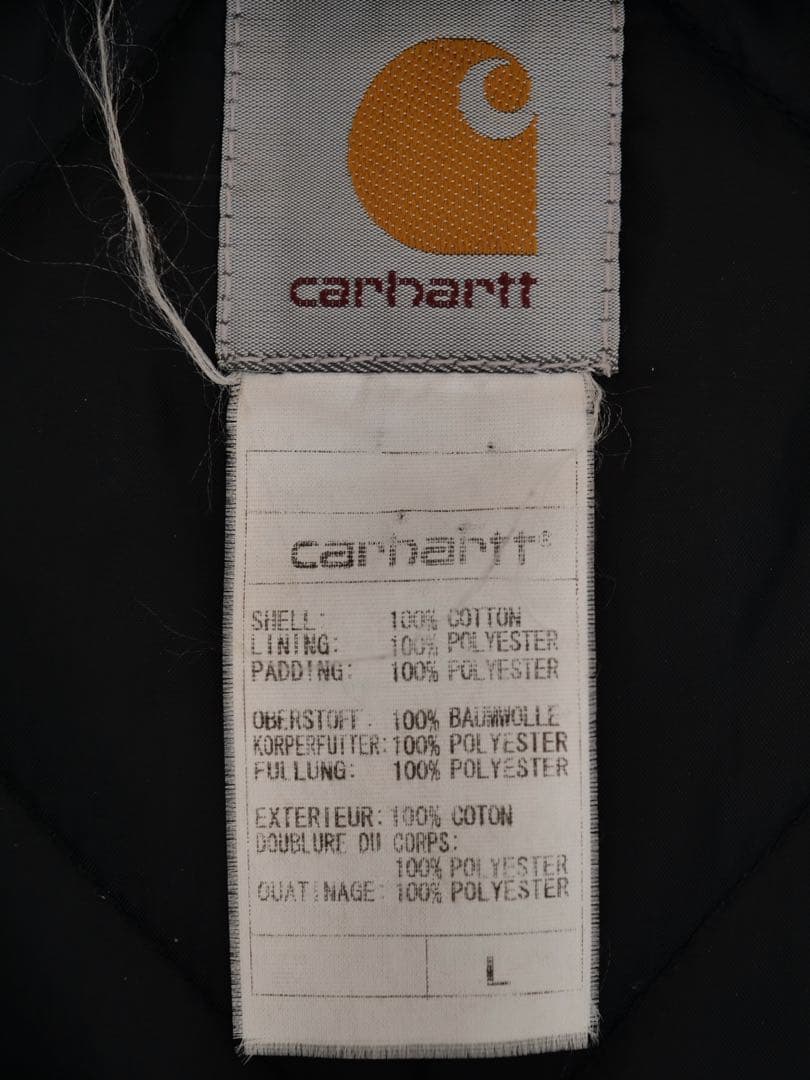 carhartt
carhartt®
SHELL: 100% COTTON
LINING: 100% POLYESTER
PADDING: 100% POLYESTER
OBERSTOFF: 100% BAUMWOLLE
KORPERFUTTER: 100% POLYESTER
FULLUNG: 100% POLYESTER
EXTERIEUR: 100% COTON
DOUBLURE DU CORPS:
100% POLYESTER
OUATINAGE: 100% POLYESTER
L